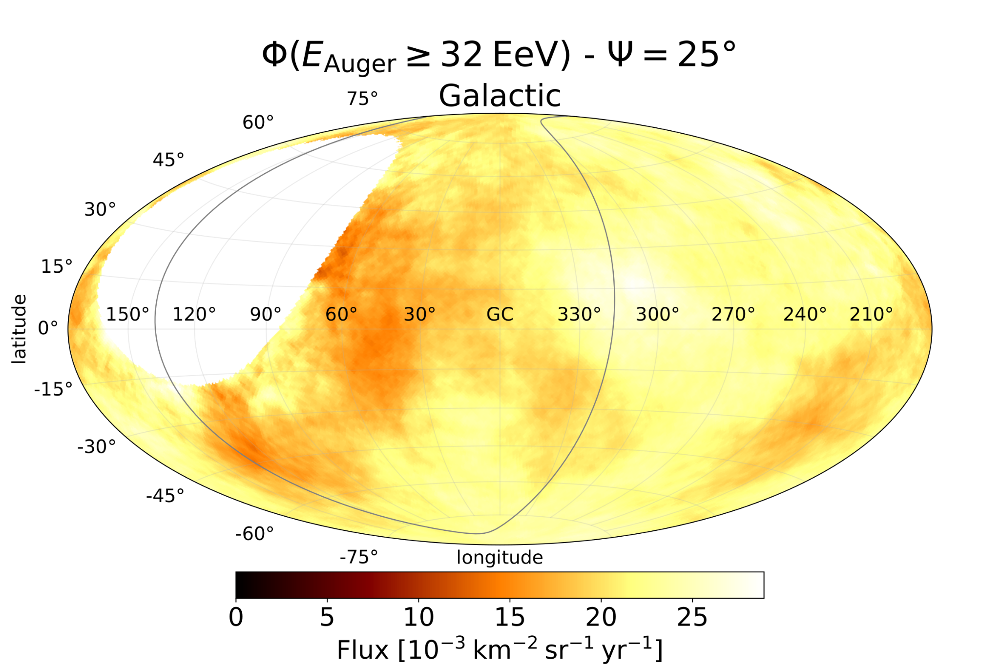 Φ(E_Auger ≥ 32 EeV) - Ψ = 25°
Galactic
75°
60°
45°
30°
15°
0°
-15°
-30°
-45°
-60°
-75°
latitude
150° 120° 90° 60° 30° GC 330° 300° 270° 240° 210°
longitude
0 5 10 15 20 25
Flux [10⁻³ km⁻² sr⁻¹ yr⁻¹]